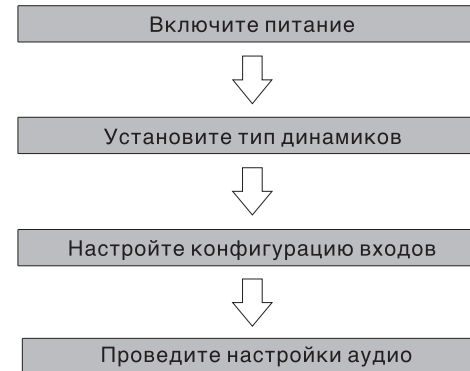 Включите питание
Установите тип динамиков
Настройте конфигурацию входов
Проведите настройки аудио